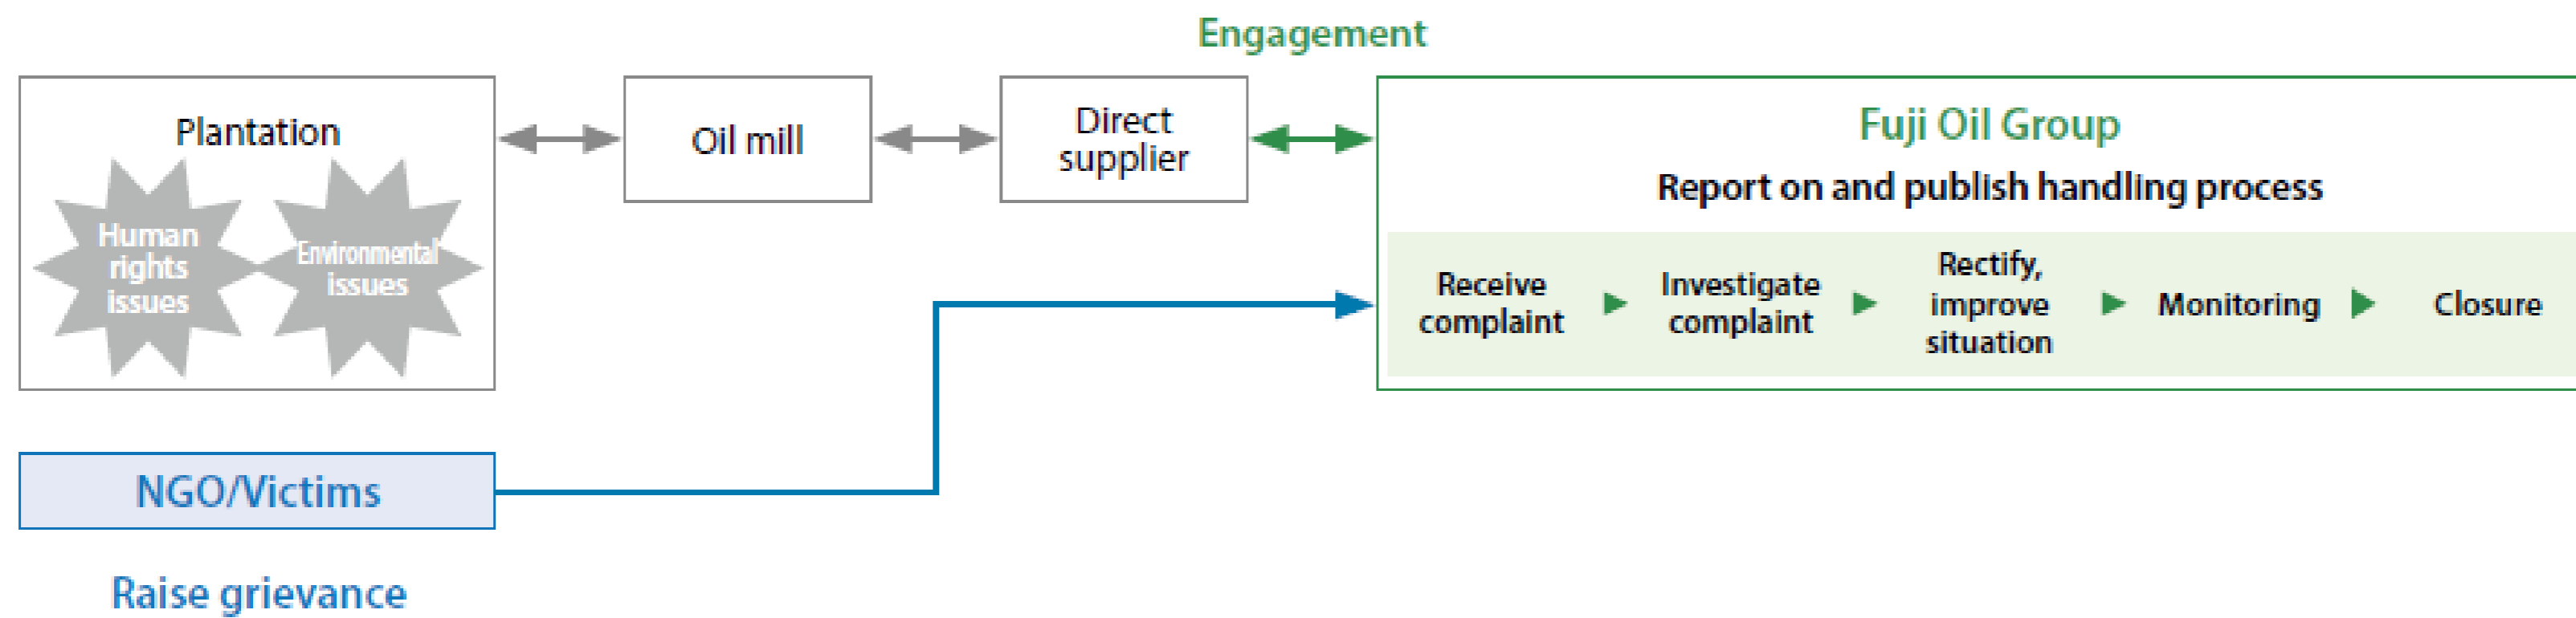 Engagement
Plantation
Human
rights
issues
Environmental
issues
Oil mill
Direct
supplier
Fuji Oil Group
Report on and publish handling process
Receive
complaint
Investigate
complaint
Rectify,
improve
situation
Monitoring
Closure
NGO/Victims
Raise grievance